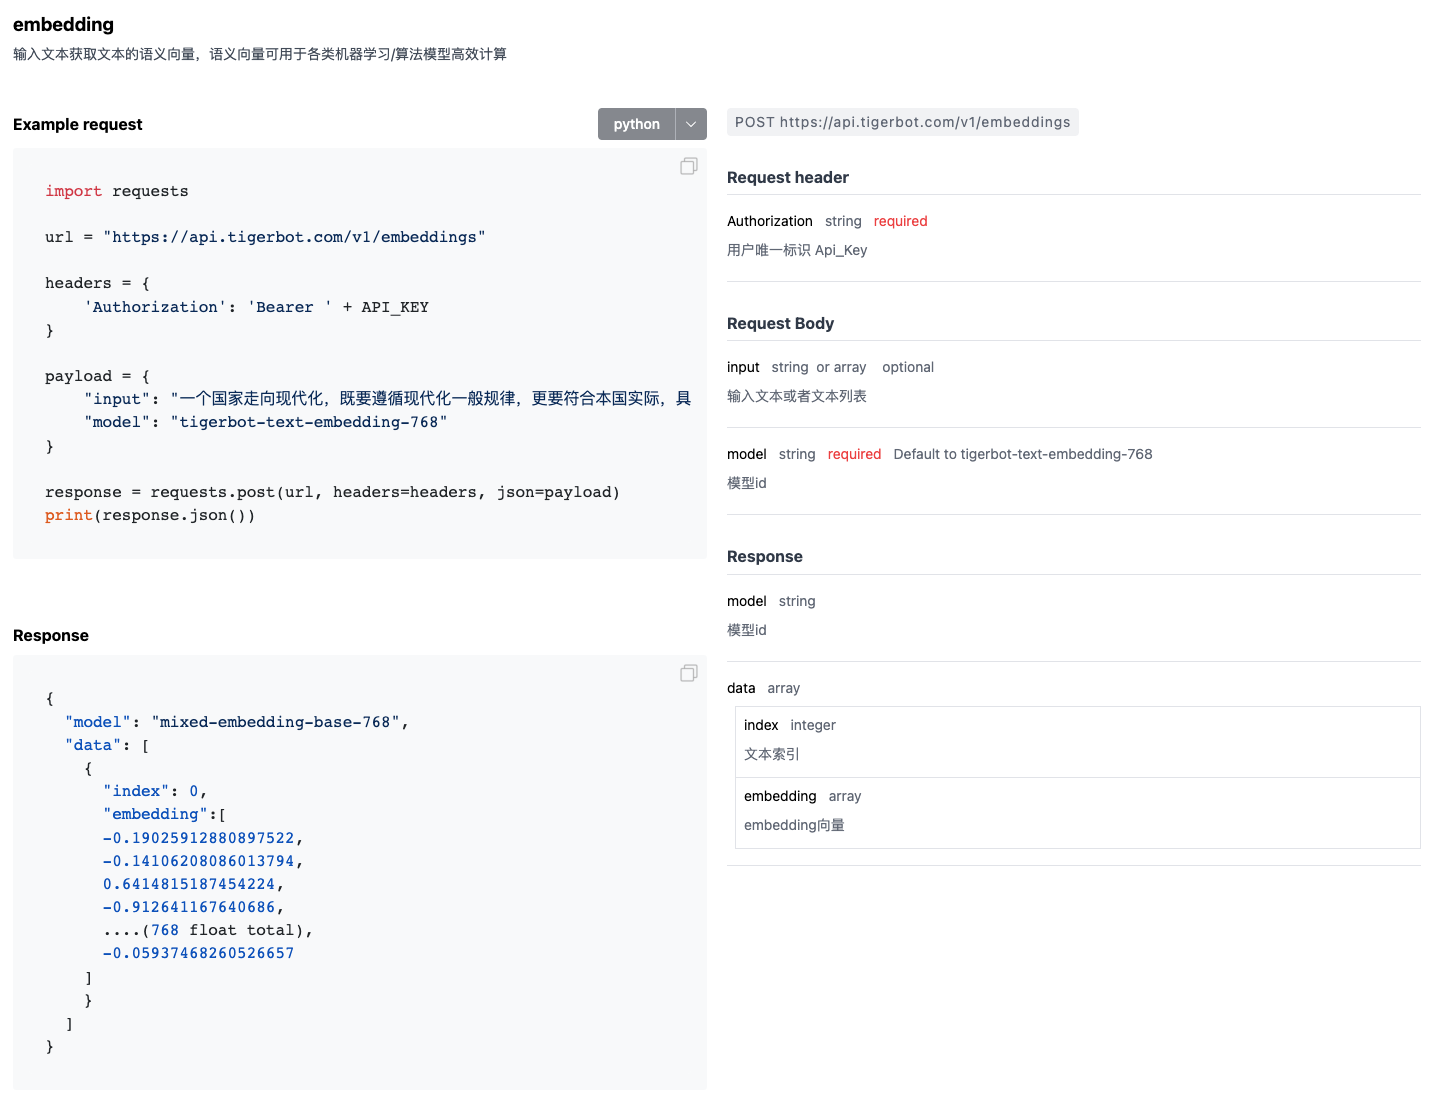 embedding
输入文本获取文本的语义向量，语义向量可用于各类机器学习/算法模型高效计算
Example request
python
import requests
url = "https://api.tigerbot.com/v1/embeddings"
headers = {
'Authorization': 'Bearer ' + API_KEY
}
payload = {
"input": "一个国家走向现代化，既要遵循现代化一般规律，更要符合本国实际，具
"model": "tigerbot-text-embedding-768"
}
response = requests.post(url, headers=headers, json=payload)
print(response.json())
Response
{
"model": "mixed-embedding-base-768",
"data": [
{
"index": 0,
"embedding":[
-0.19025912880897522,
-0.14106208086013794,
0.6414815187454224,
-0.912641167640686,
....(768 float total),
-0.05937468260526657
]
}
]
}
POST https://api.tigerbot.com/v1/embeddings
Request header
Authorization string required
用户唯一标识 Api_Key
Request Body
input string or array optional
输入文本或者文本列表
model string required Default to tigerbot-text-embedding-768
模型id
Response
model string
模型id
data array
index integer
文本索引
embedding array
embedding向量